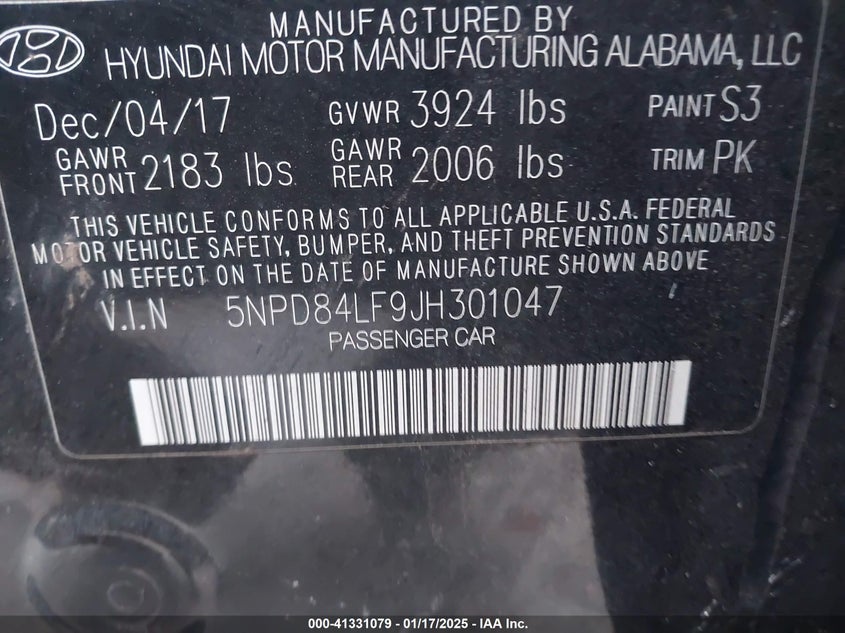 MANUFACTURED BY
HYUNDAI MOTOR MANUFACTURING ALABAMA, LLC
Dec/04/17 GVWR 3924 lbs PAINT S3
GAWR FRONT 2183 lbs GAWR REAR 2006 lbs TRIM PK
THIS VEHICLE CONFORMS TO ALL APPLICABLE U.S.A. FEDERAL
MOTOR VEHICLE SAFETY, BUMPER, AND THEFT PREVENTION STANDARDS
IN EFFECT ON THE DATE OF MANUFACTURE SHOWN ABOVE
V.I.N 5NPD84LF9JH301047
PASSENGER CAR
000-41331079 - 01/17/2025 - IAA Inc.